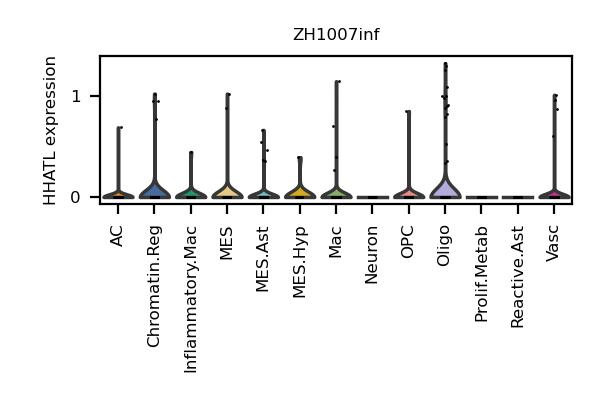 ZH1007inf
HHATL expression
1
0
AC
Chromatin.Reg
Inflammatory.Mac
MES
MES.Ast
MES.Hyp
Mac
Neuron
OPC
Oligo
Prolif.Metab
Reactive.Ast
Vasc